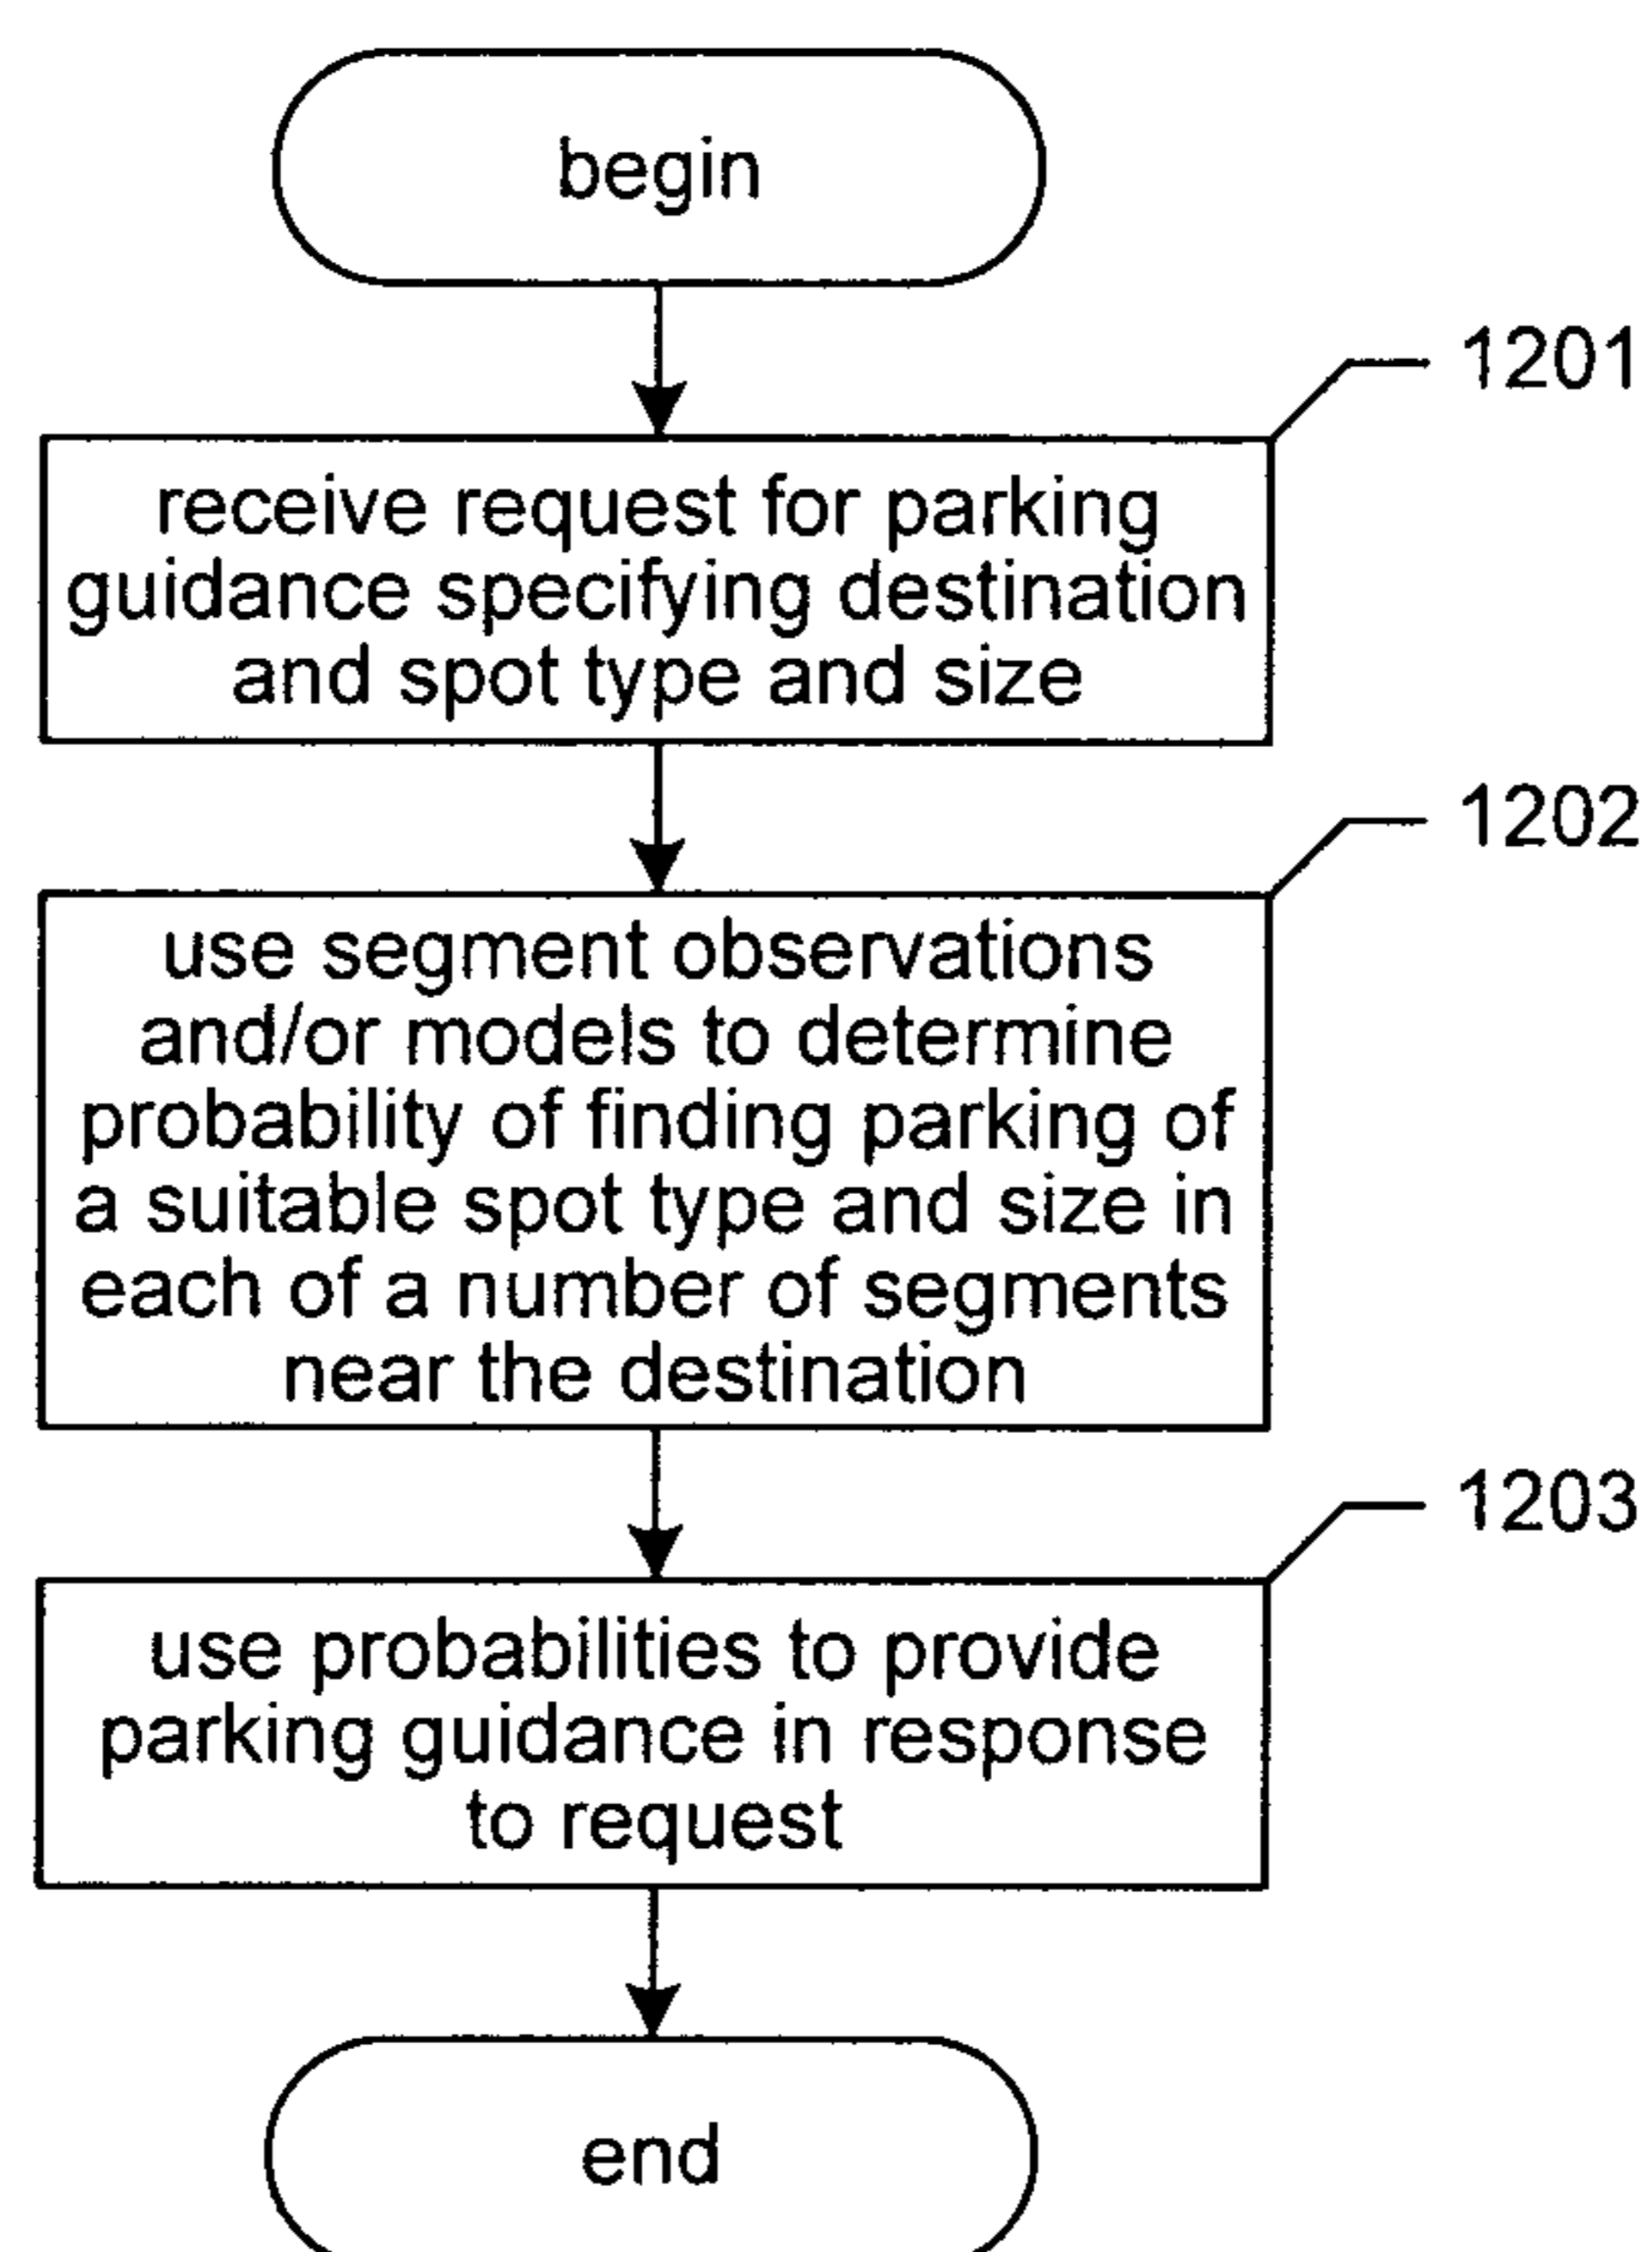 begin
1201
receive request for parking
guidance specifying destination
and spot type and size
1202
use segment observations
and/or models to determine
probability of finding parking of
a suitable spot type and size in
each of a number of segments
near the destination
1203
use probabilities to provide
parking guidance in response
to request
end